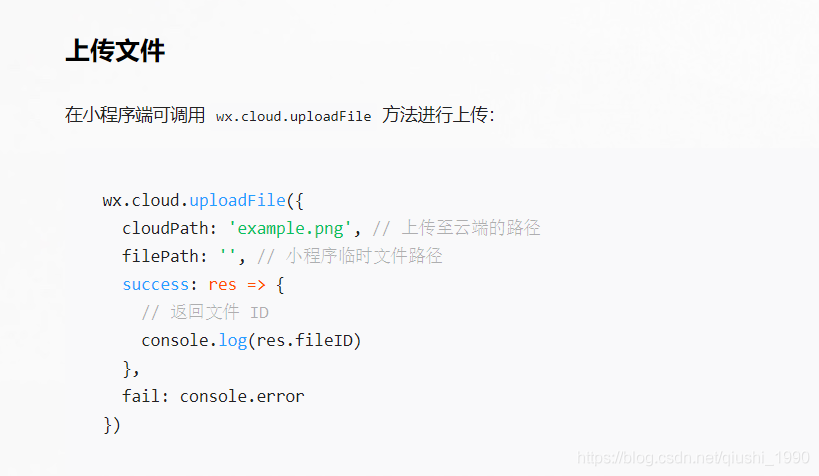 上传文件
在小程序端可调用 wx.cloud.uploadFile 方法进行上传：
wx.cloud.uploadFile({
  cloudPath: 'example.png', // 上传至云端的路径
  filePath: '', // 小程序临时文件路径
  success: res => {
    // 返回文件 ID
    console.log(res.fileID)
  },
  fail: console.error
})
https://blog.csdn.net/qiushi_1990